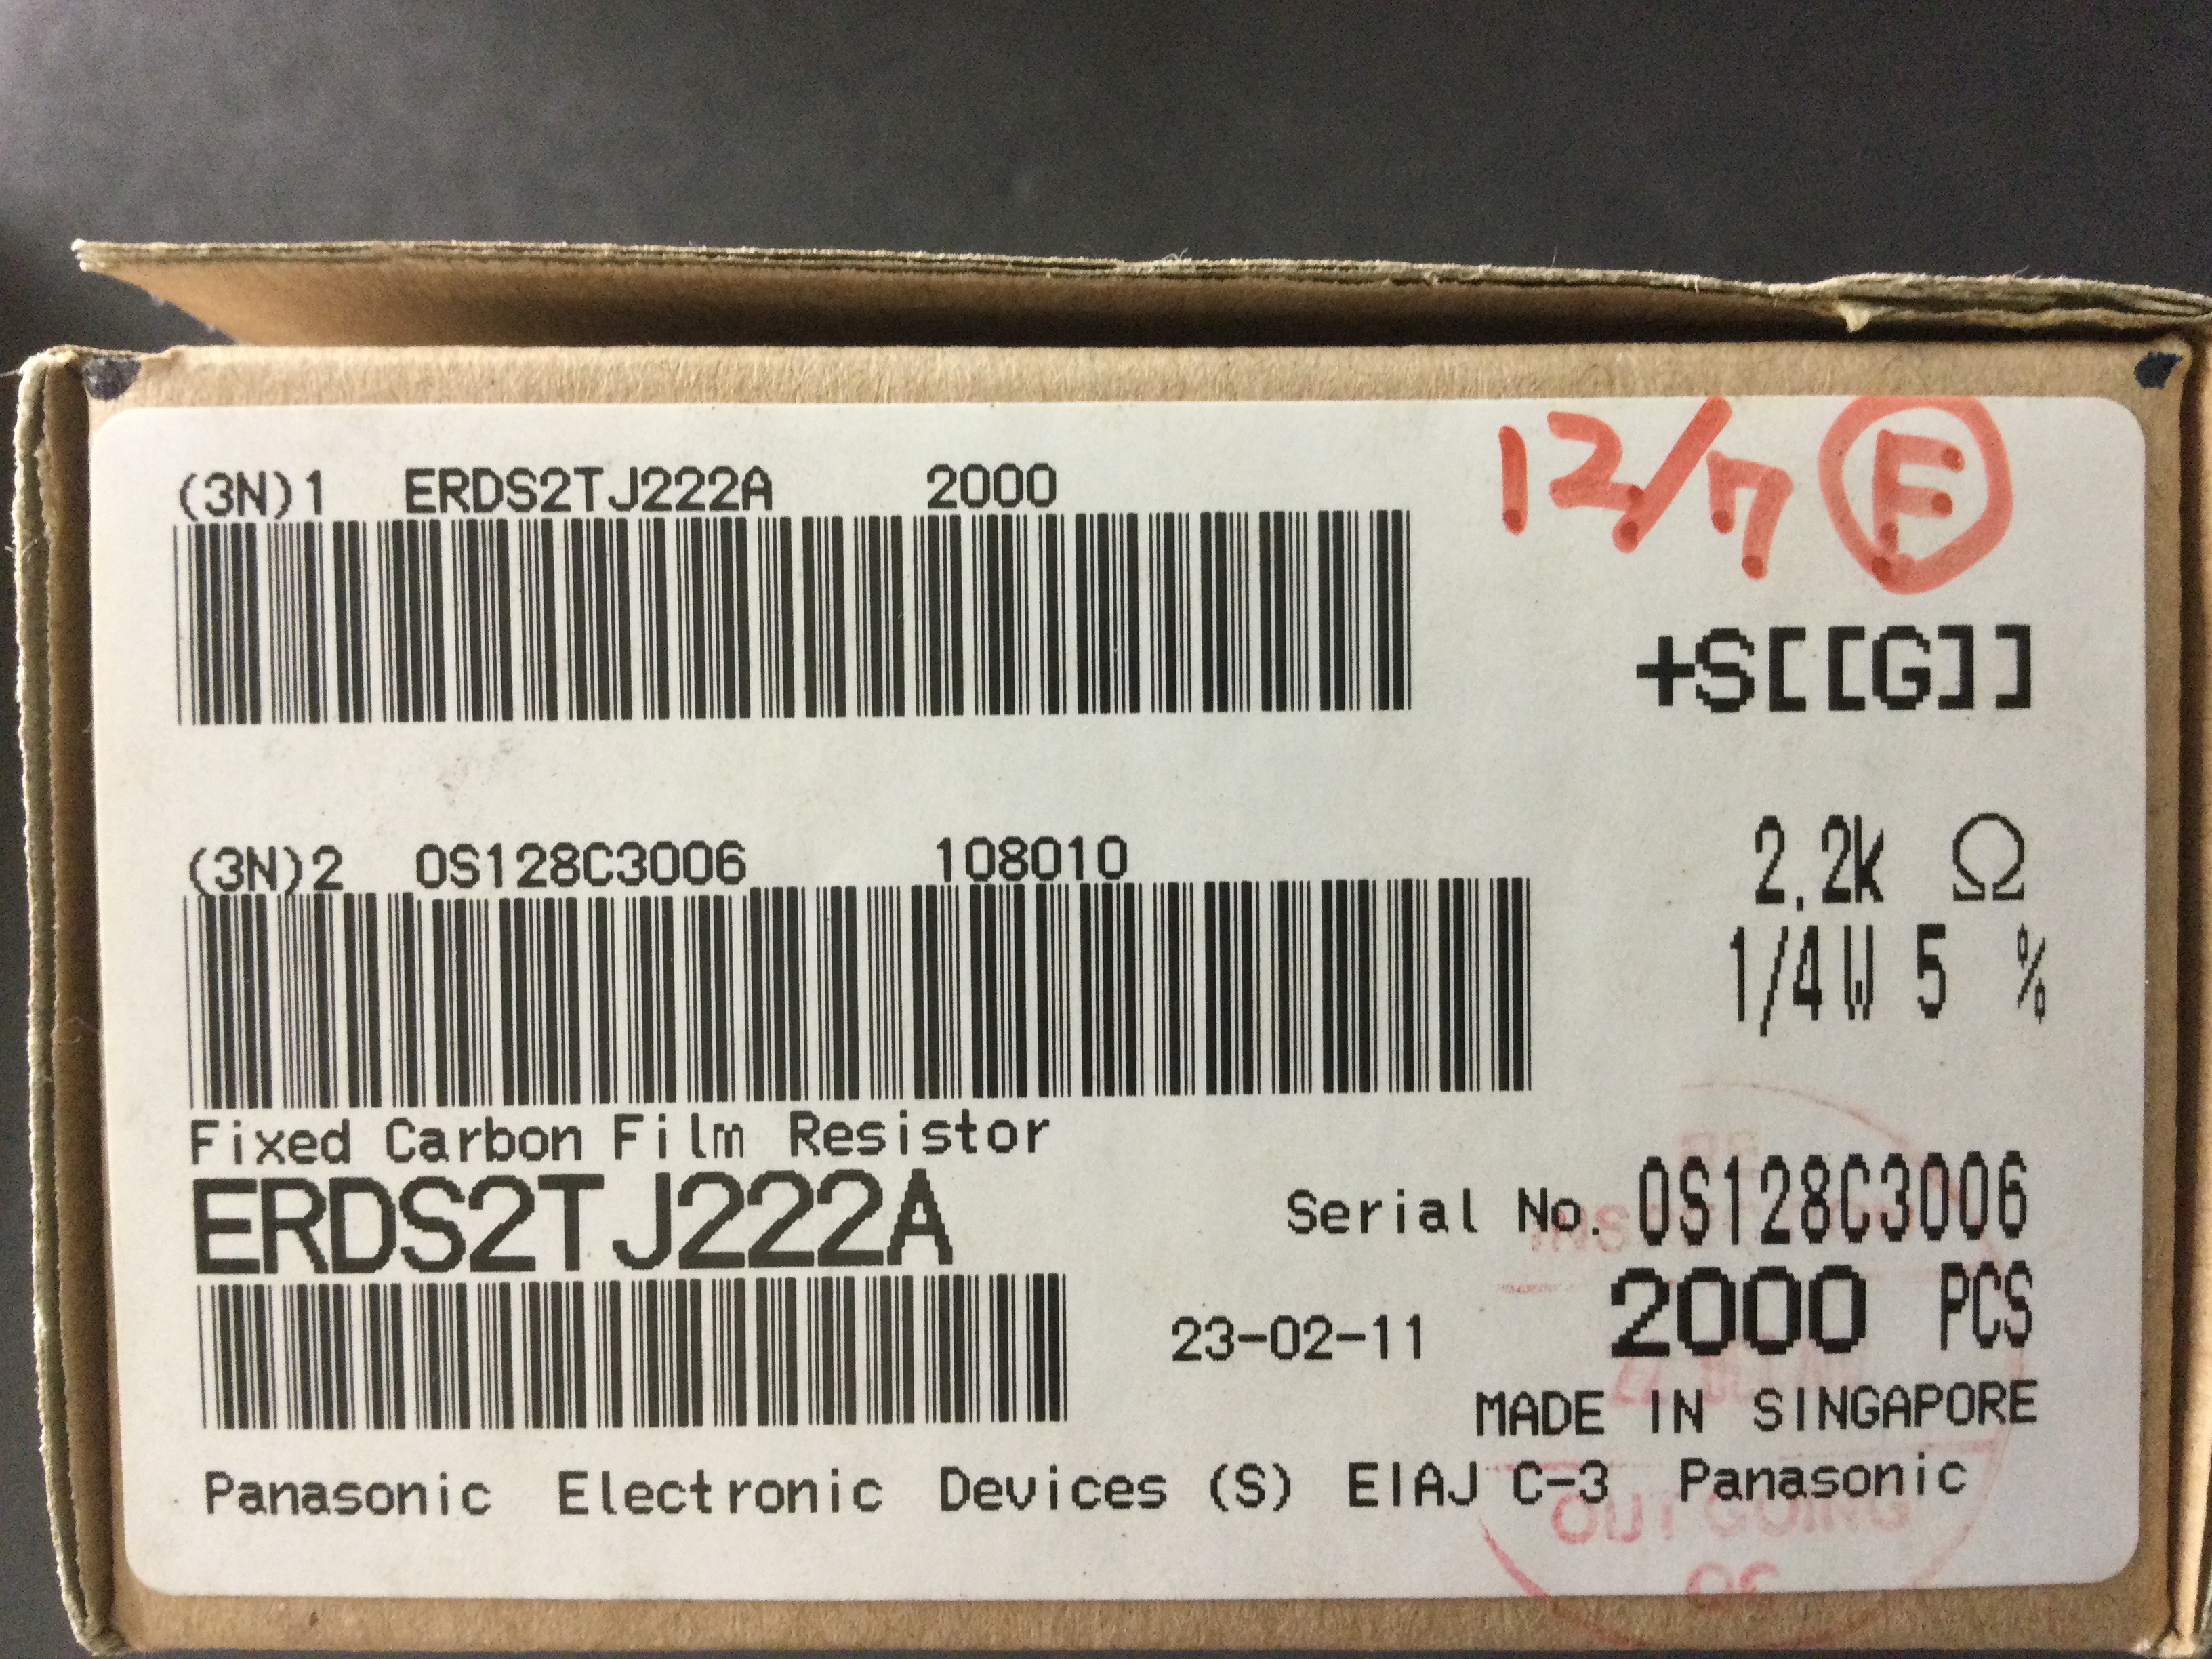 12/7 F
(3N)1 ERDS2TJ222A 2000
+S[[G]]
(3N)2 0S128C3006 108010
2.2k Ω
1/4W 5 %
Fixed Carbon Film Resistor
ERDS2TJ222A
Serial No. 0S128C3006
23-02-11 2000 PCS
MADE IN SINGAPORE
Panasonic Electronic Devices (S) EIAJ C-3 Panasonic
OUTGOING